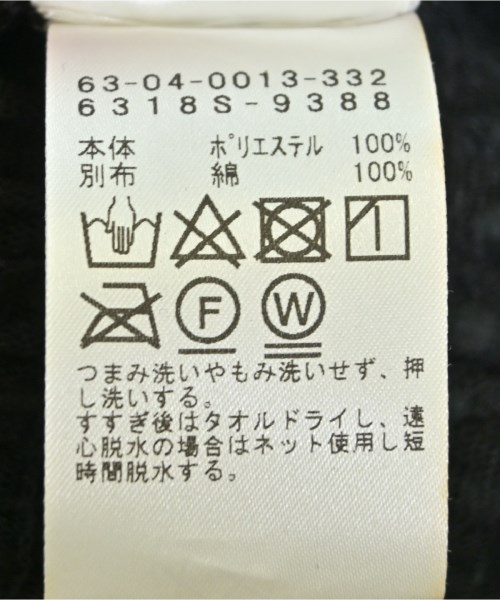 63-04-0013-332
6318S-9388
本体 ポリエステル 100%
別布 綿 100%
F W
つまみ洗いやもみ洗いせず、押
し洗いする。
すすぎ後はタオルドライし、遠
心脱水の場合はネット使用し短
時間脱水する。